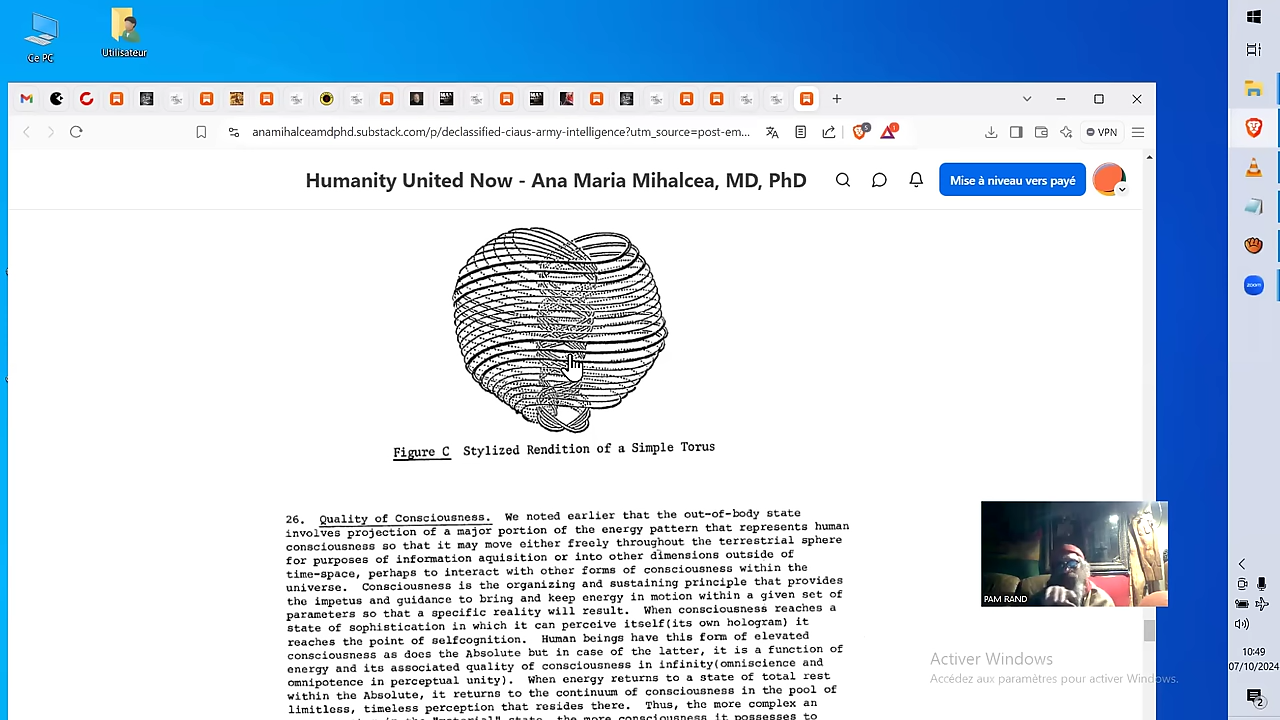 Ce PC
Utilisateur
anamihalceamdphd.substack.com/p/declassified-ciaus-army-intelligence?utm_source=post-em...
VPN
Humanity United Now - Ana Maria Mihalcea, MD, PhD
Mise à niveau vers payé
Figure C Stylized Rendition of a Simple Torus
26. Quality of Consciousness. We noted earlier that the out-of-body state
involves projection of a major portion of the energy pattern that represents human
consciousness so that it may move either freely throughout the terrestrial sphere
for purposes of information aquisition or into other dimensions outside of
time-space, perhaps to interact with other forms of consciousness within the
universe. Consciousness is the organizing and sustaining principle that provides
the impetus and guidance to bring and keep energy in motion within a given set of
parameters so that a specific reality will result. When consciousness reaches a
state of sophistication in which it can perceive itself(its own hologram) it
reaches the point of selfcognition. Human beings have this form of elevated
consciousness as does the Absolute but in case of the latter, it is a function of
energy and its associated quality of consciousness in infinity(omniscience and
omnipotence in perceptual unity). When energy returns to a state of total rest
within the Absolute, it returns to the continuum of consciousness in the pool of
limitless, timeless perception that resides there. Thus, the more complex an
"material" state, the more consciousness it possesses to
PAM RAND
zoom
Activer Windows
Accédez aux paramètres pour activer Windows.
10:49
07/10/2024
2